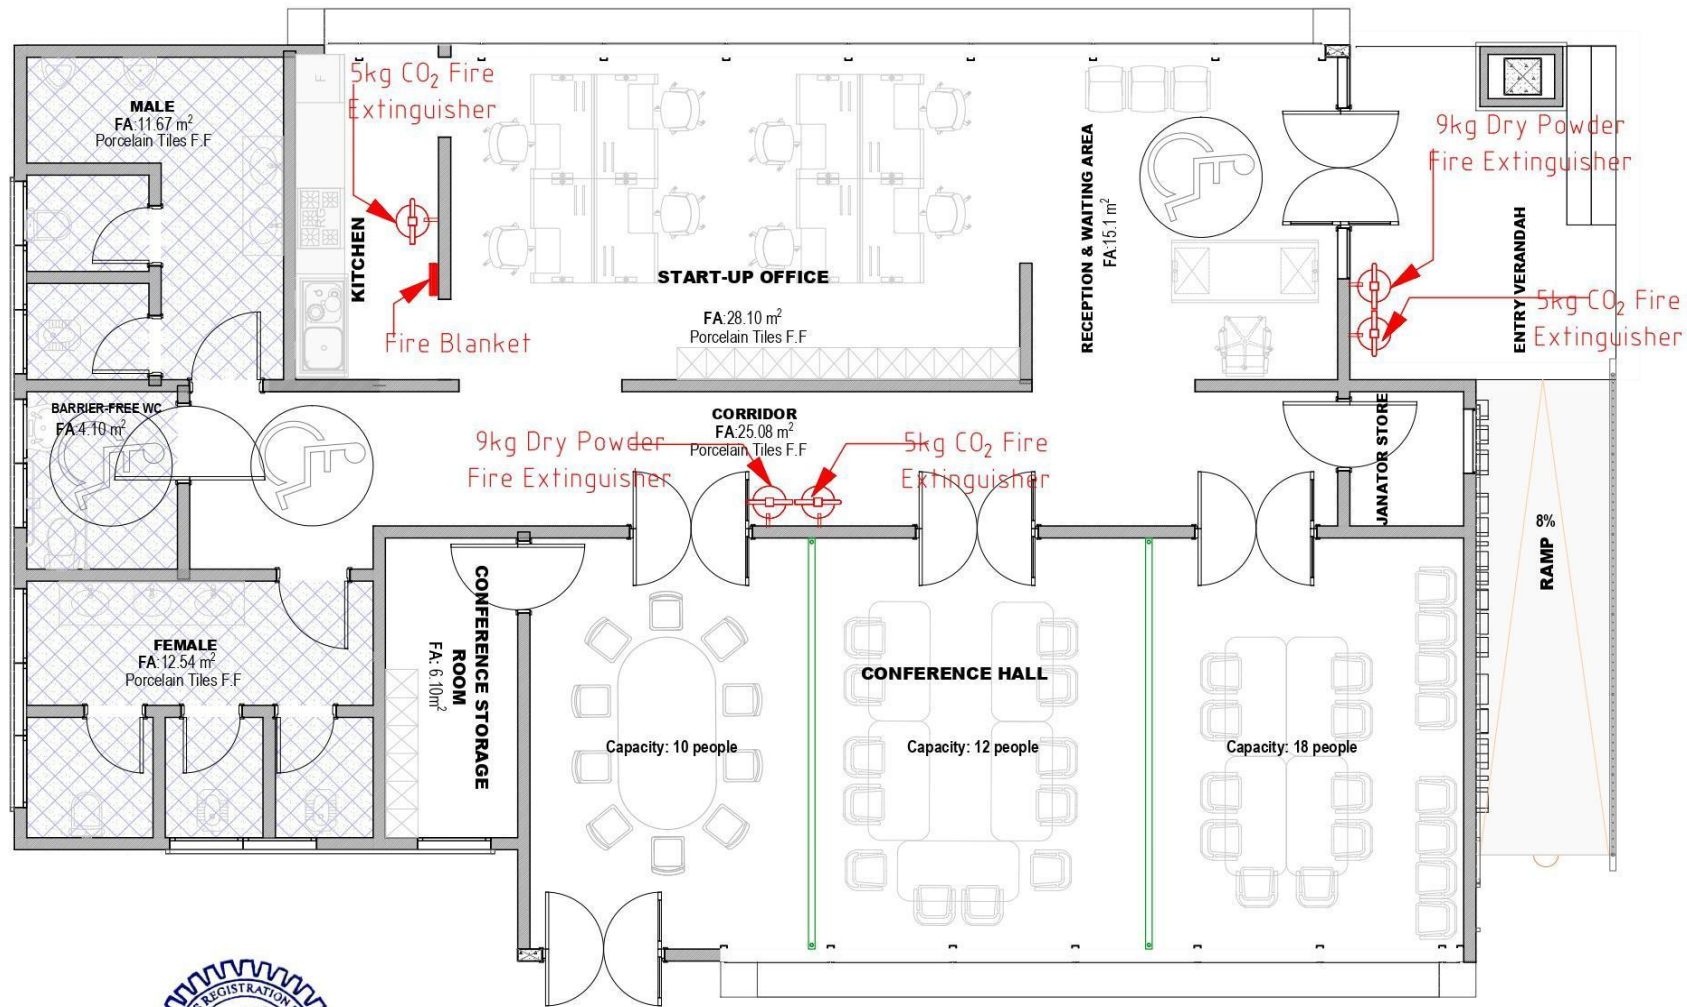 5kg CO₂ Fire
Extinguisher
F
MALE
FA:11.67 m²
Porcelain Tiles F.F
KITCHEN
Fire Blanket
START-UP OFFICE
FA:28.10 m²
Porcelain Tiles F.F
RECEPTION & WAITING AREA
FA:15.1 m²
9kg Dry Powder
Fire Extinguisher
ENTRY VERANDAH
5kg CO₂ Fire
Extinguisher
BARRIER-FREE WC
FA:4.10 m²
CORRIDOR
FA:25.08 m²
Porcelain Tiles F.F
9kg Dry Powder
Fire Extinguisher
5kg CO₂ Fire
Extinguisher
JANATOR STORE
8%
RAMP
FEMALE
FA:12.54 m²
Porcelain Tiles F.F
CONFERENCE STORAGE
ROOM
FA: 6.10m²
CONFERENCE HALL
Capacity: 10 people
Capacity: 12 people
Capacity: 18 people
REGISTRATION